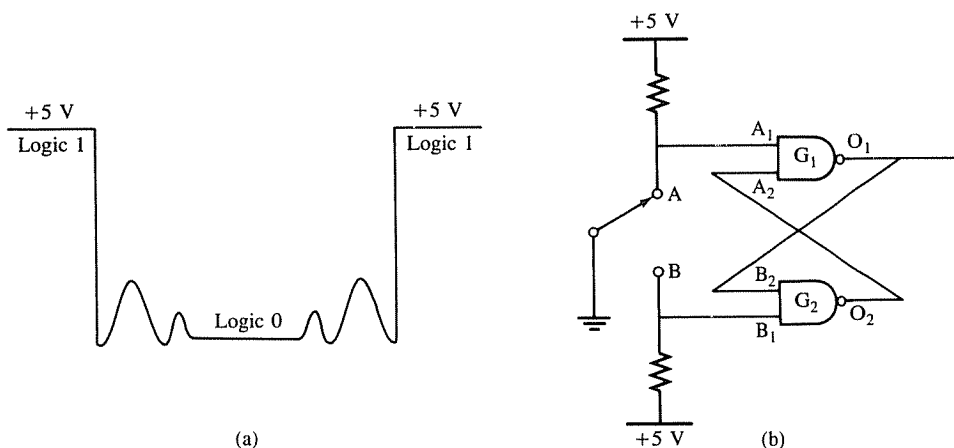 +5 V
Logic 1
+5 V
Logic 1
Logic 0
(a)
+5 V
A₁
G₁
O₁
A₂
A
B
B₂
G₂
O₂
B₁
+5 V
(b)